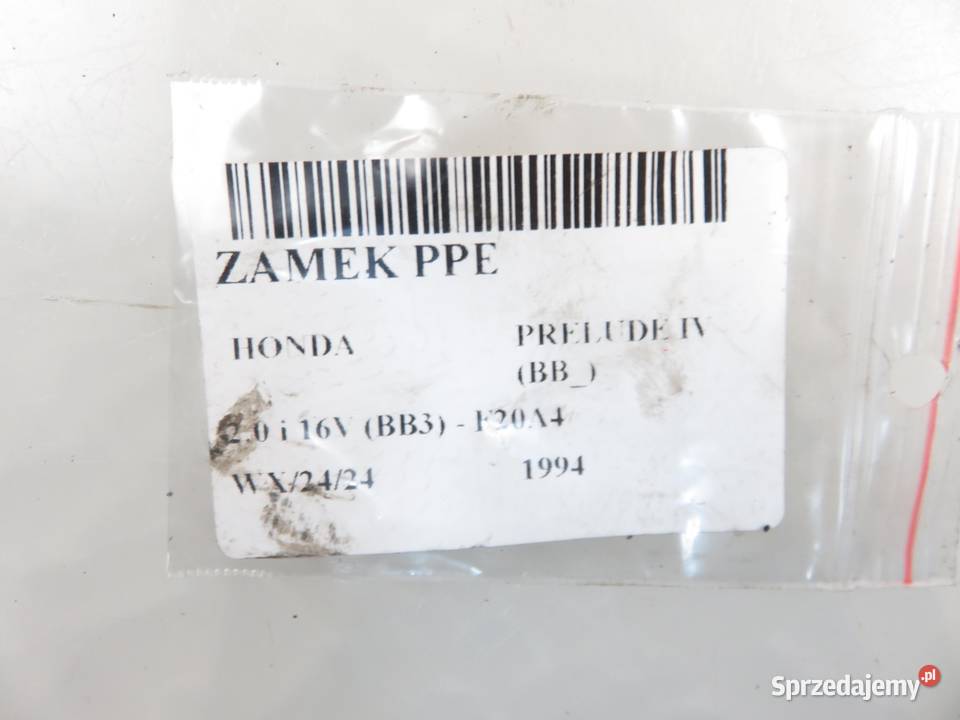 ZAMEK PPE
HONDA PRELUDE IV
(BB_)
2.0 i 16V (BB3) - F20A4
WX/24/24 1994
Sprzedajemy.pl